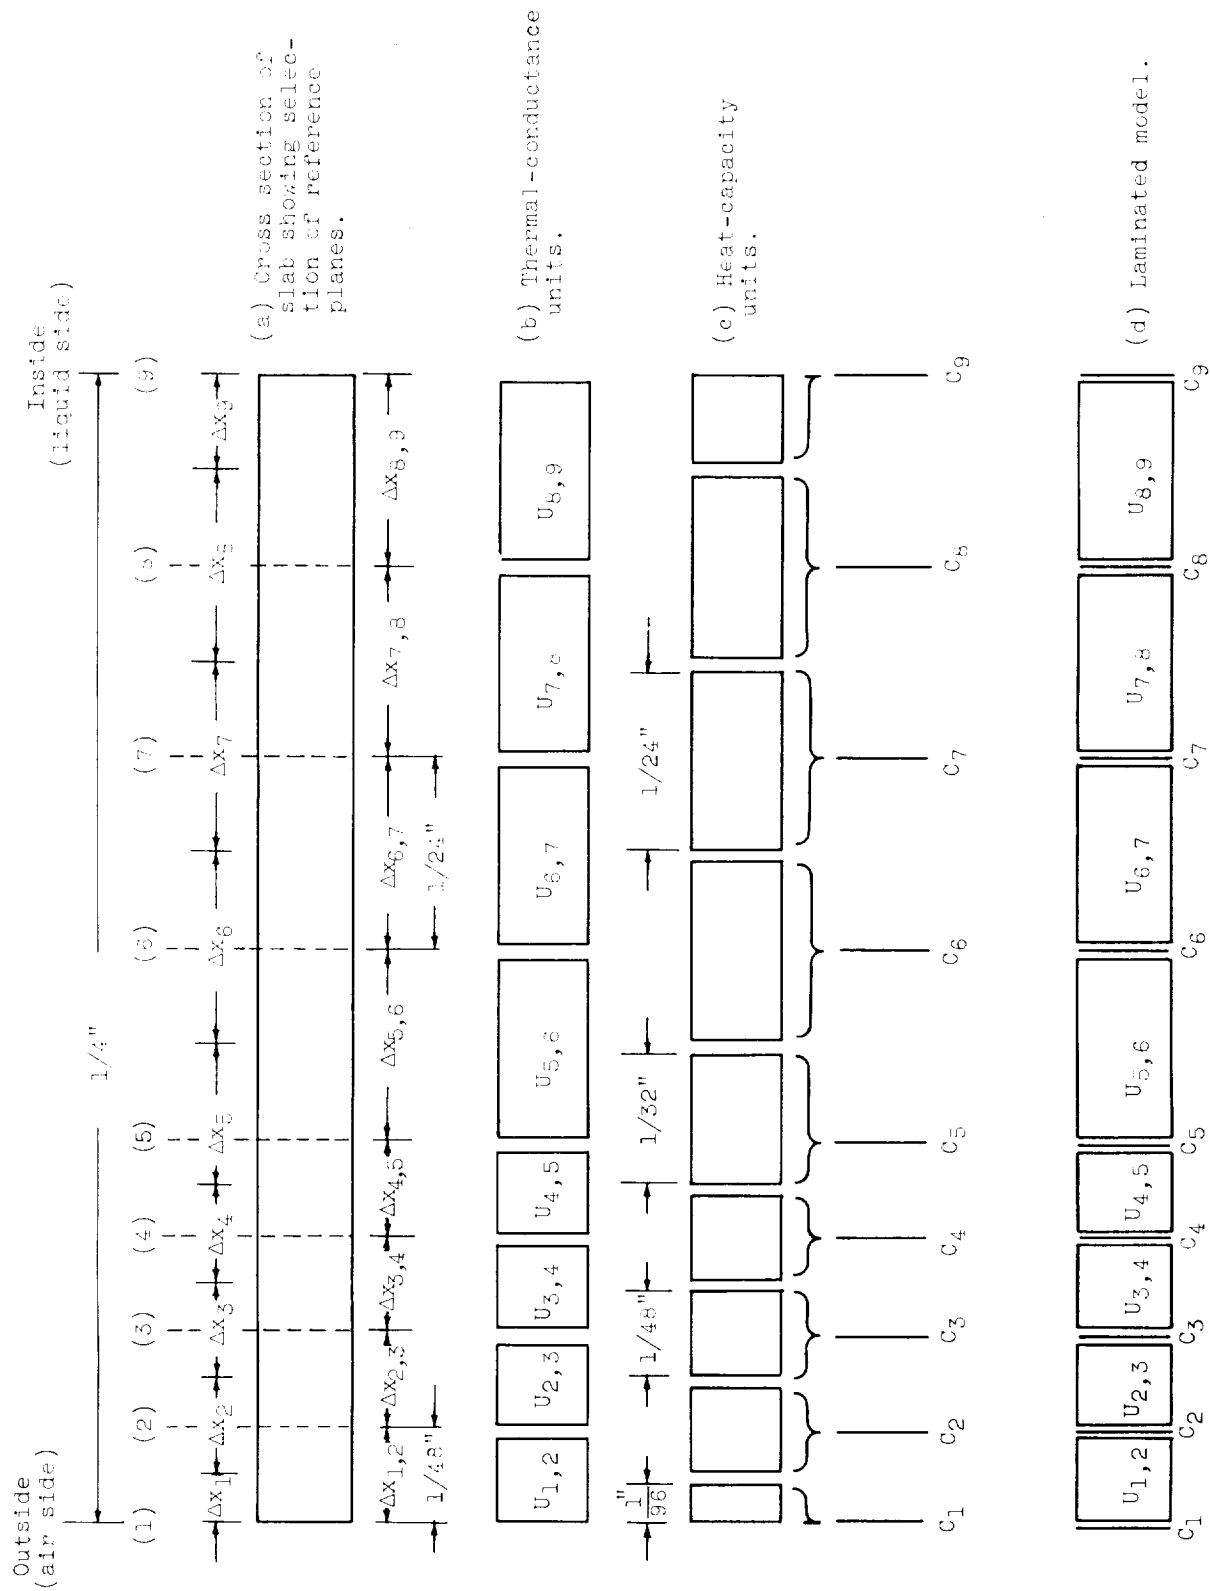 Outside
(air side)
Inside
(liquid side)
1/4"
(1) (2) (3) (4) (5) (6) (7) (8) (9)
Δx1 Δx2 Δx3 Δx4 Δx5 Δx6 Δx7 Δx8 Δx9
(a) Cross section of
slab showing selec-
tion of reference
planes.
Δx1,2 Δx2,3 Δx3,4 Δx4,5 Δx5,6 Δx6,7 Δx7,8 Δx8,9
1/48" 1/24"
U1,2 U2,3 U3,4 U4,5 U5,6 U6,7 U7,8 U8,9
(b) Thermal-conductance
units.
1"/96 1/48" 1/32" 1/24"
(c) Heat-capacity
units.
C1 C2 C3 C4 C5 C6 C7 C8 C9
U1,2 U2,3 U3,4 U4,5 U5,6 U6,7 U7,8 U8,9
(d) Laminated model.
C1 C2 C3 C4 C5 C6 C7 C8 C9